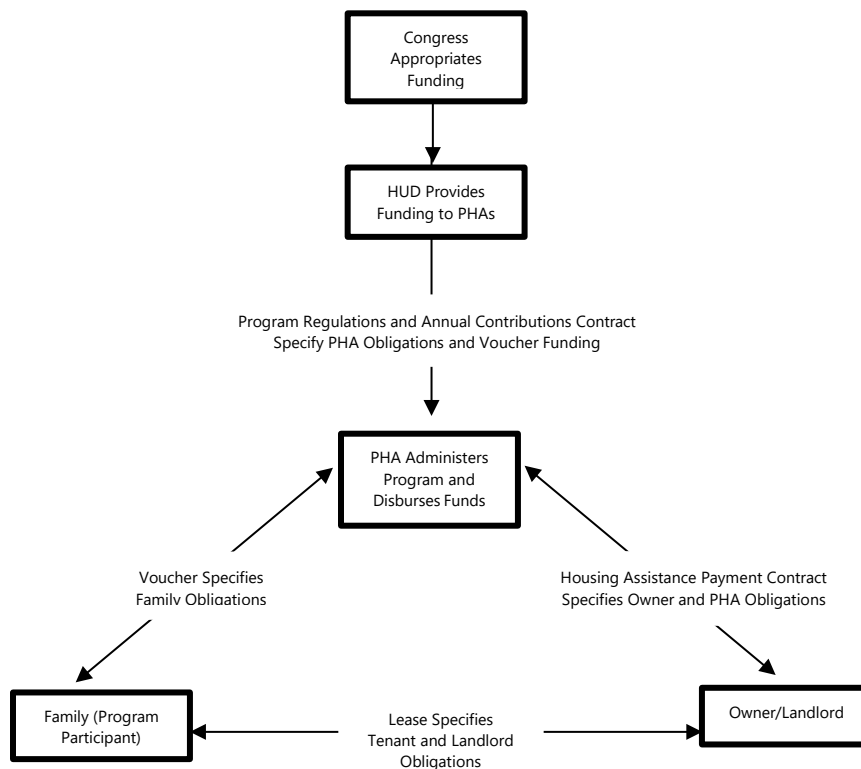 Congress
Appropriates
Funding
HUD Provides
Funding to PHAs
Program Regulations and Annual Contributions Contract
Specify PHA Obligations and Voucher Funding
PHA Administers
Program and
Disburses Funds
Voucher Specifies
Family Obligations
Housing Assistance Payment Contract
Specifies Owner and PHA Obligations
Family (Program
Participant)
Lease Specifies
Tenant and Landlord
Obligations
Owner/Landlord